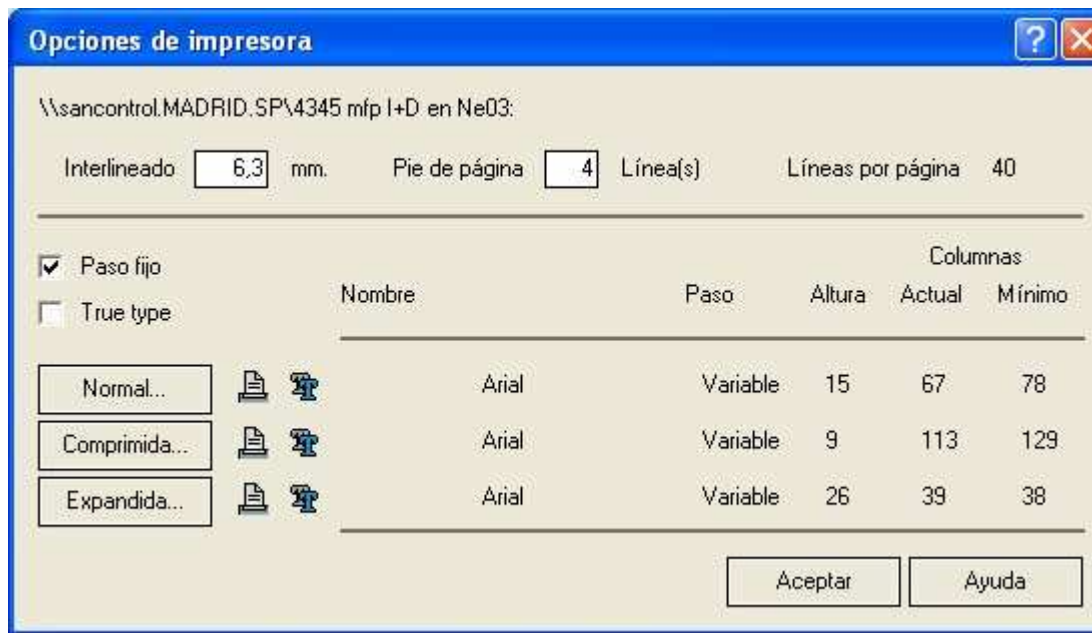 Opciones de impresora
\\sancontrol.MADRID.SP\4345 mfp I+D en Ne03:
Interlineado 6,3 mm. Pie de página 4 Línea(s) Líneas por página 40
Paso fijo
True type
Columnas
Nombre Paso Altura Actual Mínimo
Normal... Arial Variable 15 67 78
Comprimida... Arial Variable 9 113 129
Expandida... Arial Variable 26 39 38
Aceptar Ayuda